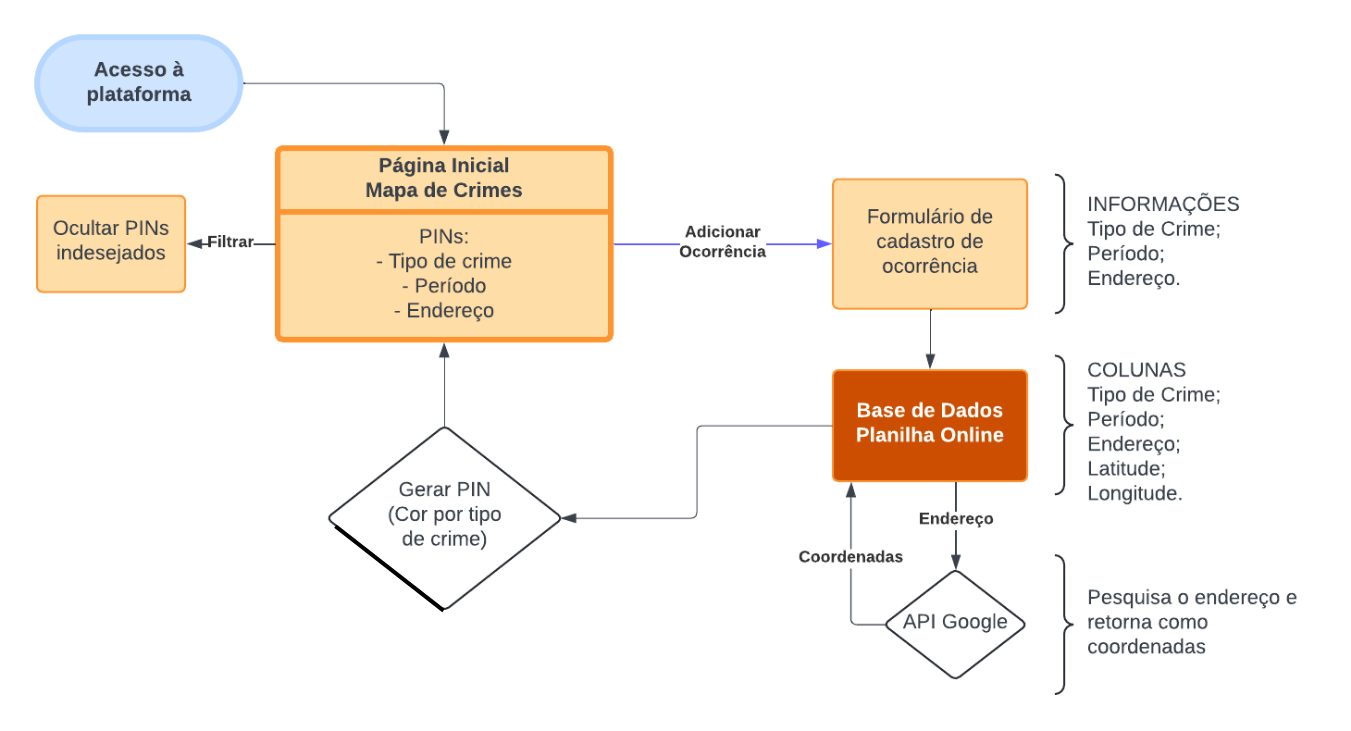 Acesso à
plataforma
Página Inicial
Mapa de Crimes
PINs:
- Tipo de crime
- Período
- Endereço
Filtrar
Ocultar PINs
indesejados
Adicionar
Ocorrência
Formulário de
cadastro de
ocorrência
INFORMAÇÕES
Tipo de Crime;
Período;
Endereço.
Base de Dados
Planilha Online
COLUNAS
Tipo de Crime;
Período;
Endereço;
Latitude;
Longitude.
Gerar PIN
(Cor por tipo
de crime)
Endereço
Coordenadas
API Google
Pesquisa o endereço e
retorna como
coordenadas